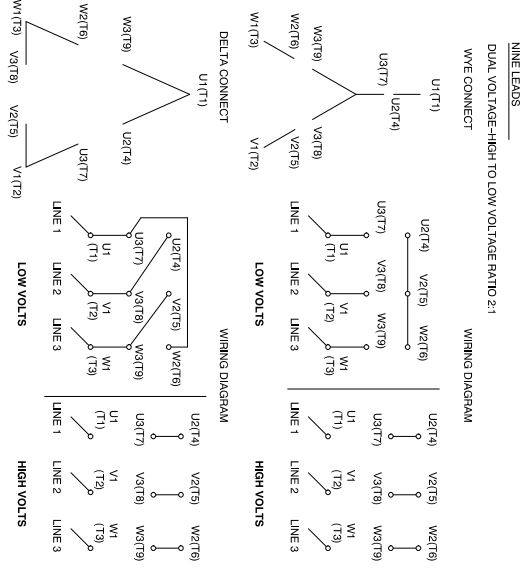 NINE LEADS
DUAL VOLTAGE-HIGH TO LOW VOLTAGE RATIO 2:1
WYE CONNECT
WIRING DIAGRAM
U1(T1)
U3(T7)
U2(T4)
W3(T9)
V3(T8)
W2(T6)
V2(T5)
W1(T3)
V1(T2)
U2(T4) V2(T5) W2(T6)
U3(T7) V3(T8) W3(T9)
U1 (T1)
V1 (T2)
W1 (T3)
LINE 1 LINE 2 LINE 3
LOW VOLTS
U2(T4) V2(T5) W2(T6)
U3(T7) V3(T8) W3(T9)
U1 (T1)
V1 (T2)
W1 (T3)
LINE 1 LINE 2 LINE 3
HIGH VOLTS
DELTA CONNECT
WIRING DIAGRAM
U1(T1)
W3(T9)
U2(T4)
W2(T6)
U3(T7)
W1(T3)
V3(T8)
V2(T5)
V1(T2)
U2(T4) V2(T5) W2(T6)
U3(T7) V3(T8) W3(T9)
U1 (T1)
V1 (T2)
W1 (T3)
LINE 1 LINE 2 LINE 3
LOW VOLTS
U2(T4) V2(T5) W2(T6)
U3(T7) V3(T8) W3(T9)
U1 (T1)
V1 (T2)
W1 (T3)
LINE 1 LINE 2 LINE 3
HIGH VOLTS